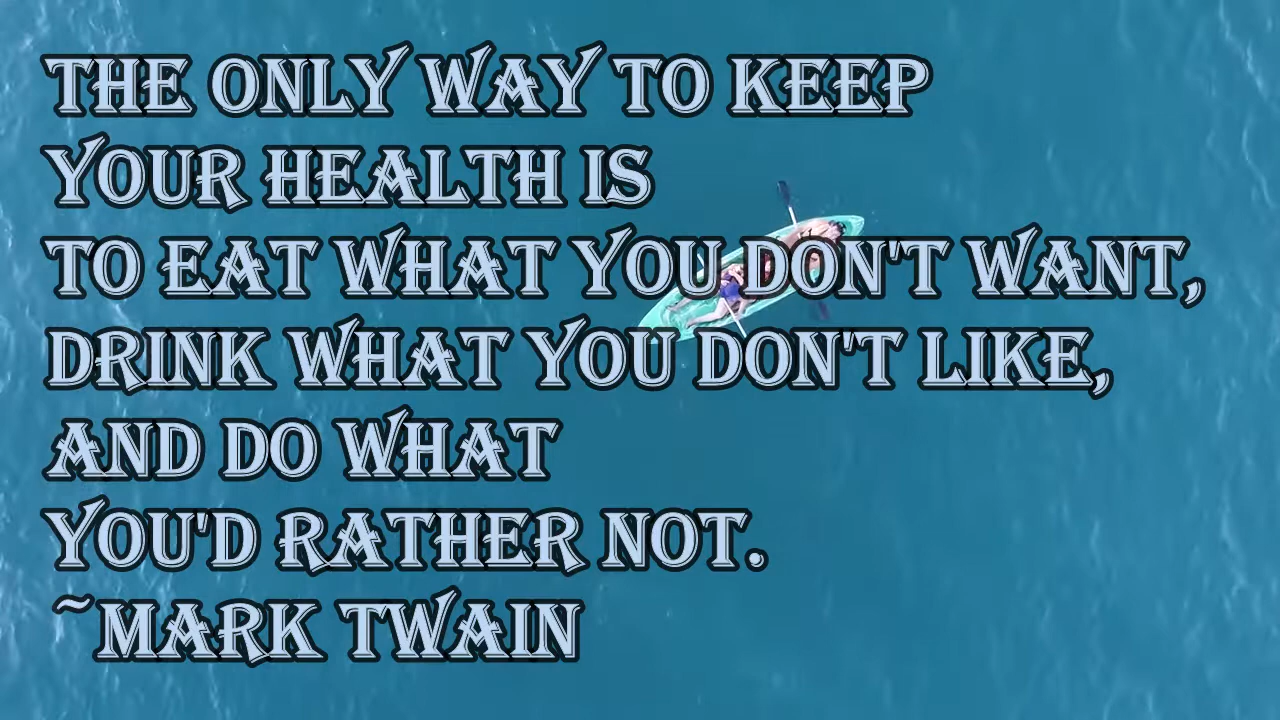 THE ONLY WAY TO KEEP
YOUR HEALTH IS
TO EAT WHAT YOU DON'T WANT,
DRINK WHAT YOU DON'T LIKE,
AND DO WHAT
YOU'D RATHER NOT.
~MARK TWAIN